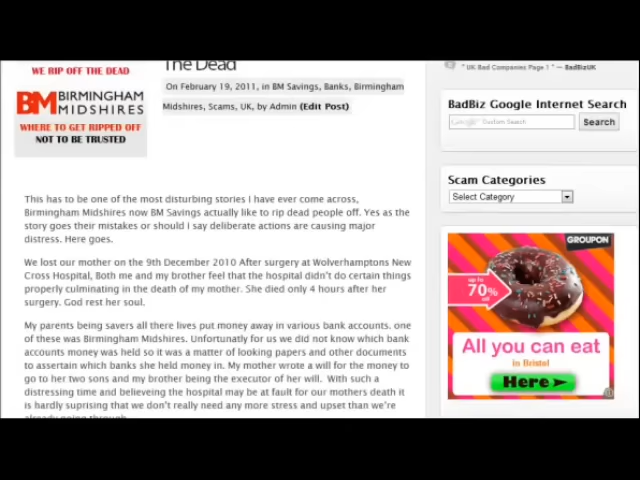 The Dead
WE RIP OFF THE DEAD
BM BIRMINGHAM
MIDSHIRES
WHERE TO GET RIPPED OFF
NOT TO BE TRUSTED
On February 19, 2011, in BM Savings, Banks, Birmingham
Midshires, Scams, UK, by Admin (Edit Post)
This has to be one of the most disturbing stories I have ever come across,
Birmingham Midshires now BM Savings actually like to rip dead people off. Yes as the
story goes their mistakes or should i say deliberate actions are causing major
distress. Here goes.
We lost our mother on the 9th December 2010 After surgery at Wolverhamptons New
Cross Hospital, Both me and my brother feel that the hospital didn't do certain things
properly culminating in the death of my mother. She died only 4 hours after her
surgery. God rest her soul.
My parents being savers all there lives put money away in various bank accounts. one
of these was Birmingham Midshires. Unfortunatly for us we did not know which bank
accounts money was held so it was a matter of looking papers and other documents
to assertain which banks she held money in. My mother wrote a will for the money to
go to her two sons and my brother being the executor of her will. With such a
distressing time and believeing the hospital may be at fault for our mothers death it
is hardly suprising that we don't really need any more stress and upset than we're
already going through
" UK Bad Companies Page ! " — BadBizUK
BadBiz Google Internet Search
Google Custom Search
Search
Scam Categories
Select Category
GROUPON
up to
70%
off
All you can eat
in Bristol
Here